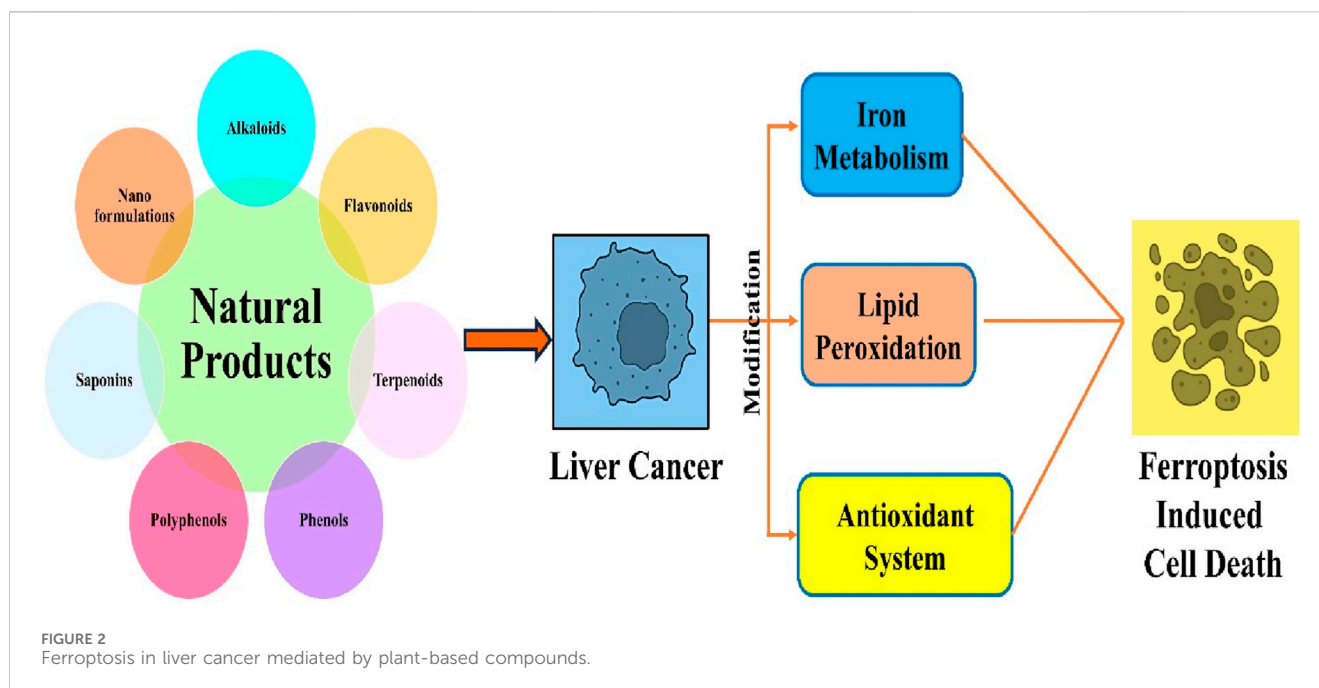 Alkaloids
Nano
formulations
Flavonoids
Natural
Products
Saponins
Terpenoids
Polyphenols
Phenols
Liver Cancer
Modification
Iron
Metabolism
Lipid
Peroxidation
Antioxidant
System
Ferroptosis
Induced
Cell Death
FIGURE 2
Ferroptosis in liver cancer mediated by plant-based compounds.